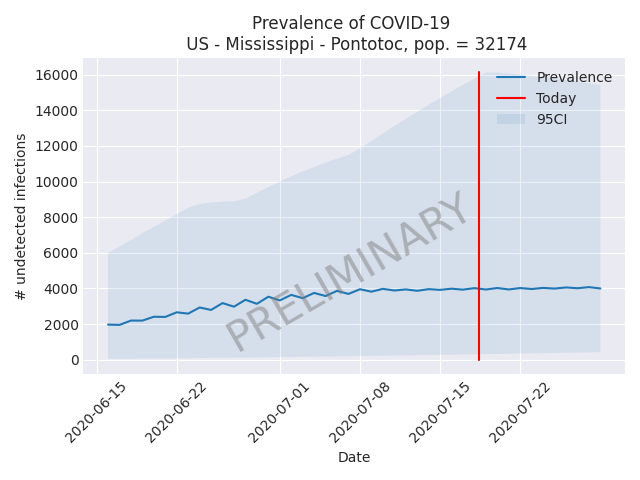 Prevalence of COVID-19
US - Mississippi - Pontotoc, pop. = 32174
16000
14000
12000
10000
8000
6000
4000
2000
0
# undetected infections
Prevalence
Today
95CI
PRELIMINARY
2020-06-15
2020-06-22
2020-07-01
2020-07-08
2020-07-15
2020-07-22
Date